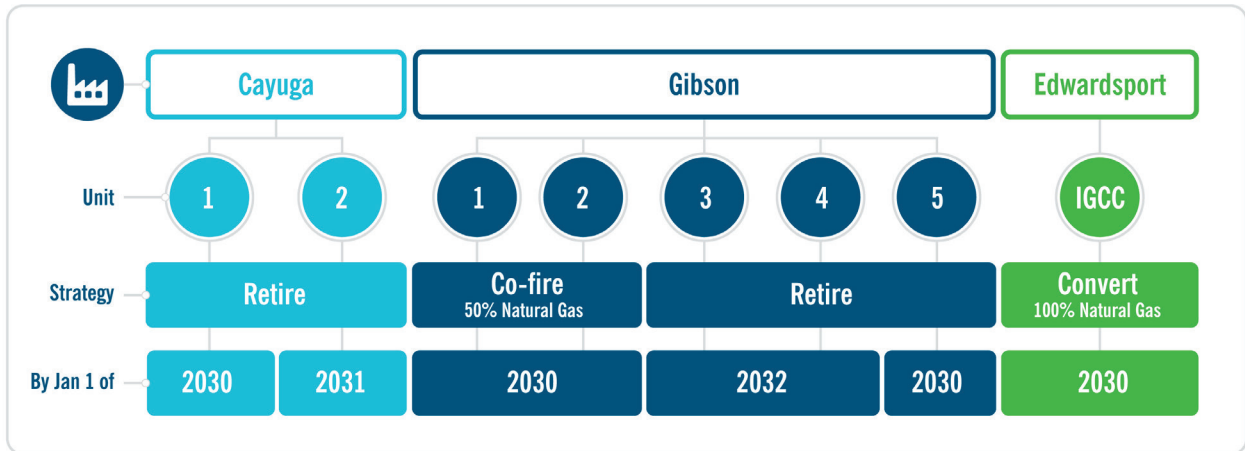 Cayuga
Gibson
Edwardsport
Unit
1
2
1
2
3
4
5
IGCC
Strategy
Retire
Co-fire
50% Natural Gas
Retire
Convert
100% Natural Gas
By Jan 1 of
2030
2031
2030
2032
2030
2030